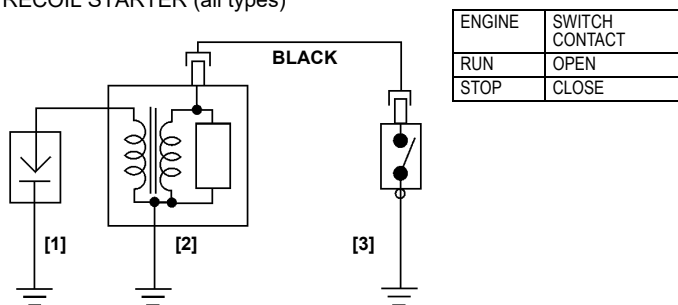 RECOIL STARTER (all types)
BLACK
ENGINE SWITCH CONTACT
RUN OPEN
STOP CLOSE
[1] [2] [3]